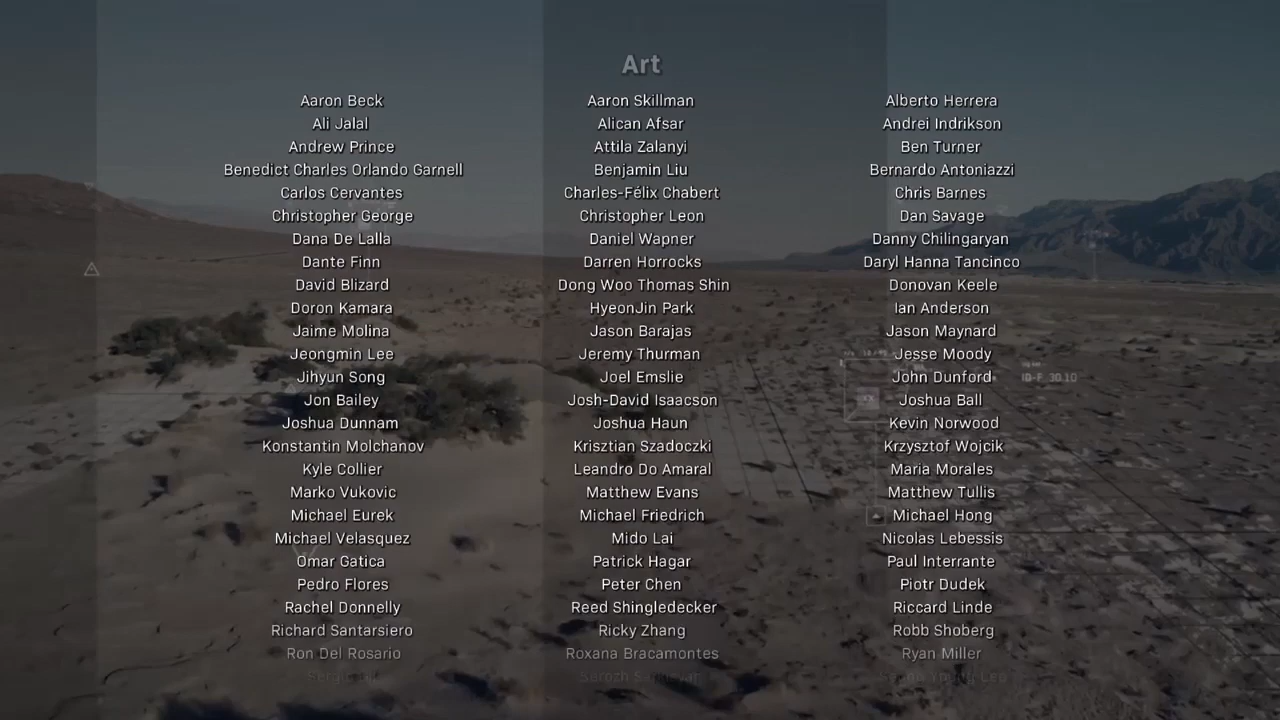 Art
Aaron Beck Aaron Skillman Alberto Herrera
Ali Jalal Alican Afsar Andrei Indrikson
Andrew Prince Attila Zalanyi Ben Turner
Benedict Charles Orlando Garnell Benjamin Liu Bernardo Antoniazzi
Carlos Cervantes Charles-Félix Chabert Chris Barnes
Christopher George Christopher Leon Dan Savage
Dana De Lalla Daniel Wapner Danny Chilingaryan
Dante Finn Darren Horrocks Daryl Hanna Tancinco
David Blizard Dong Woo Thomas Shin Donovan Keele
Doron Kamara HyeonJin Park Ian Anderson
Jaime Molina Jason Barajas Jason Maynard
Jeongmin Lee Jeremy Thurman Jesse Moody
Jihyun Song Joel Emslie John Dunford ID-F 30.10
Jon Bailey Josh-David Isaacson Joshua Ball
Joshua Dunnam Joshua Haun Kevin Norwood
Konstantin Molchanov Krisztian Szadoczki Krzysztof Wojcik
Kyle Collier Leandro Do Amaral Maria Morales
Marko Vukovic Matthew Evans Matthew Tullis
Michael Eurek Michael Friedrich Michael Hong
Michael Velasquez Mido Lai Nicolas Lebessis
Omar Gatica Patrick Hagar Paul Interrante
Pedro Flores Peter Chen Piotr Dudek
Rachel Donnelly Reed Shingledecker Riccard Linde
Richard Santarsiero Ricky Zhang Robb Shoberg
Ron Del Rosario Roxana Bracamontes Ryan Miller